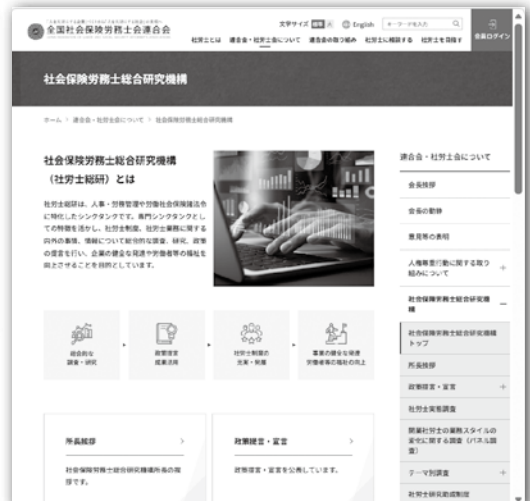 全国社会保険労務士会連合会
文字サイズ 標準 大
English
キーワードを入力
会員ログイン
社労士とは
連合会・社労士会について
連合会の取り組み
社労士に相談する
社労士を目指す
社会保険労務士総合研究機構
ホーム > 連合会・社労士会について > 社会保険労務士総合研究機構
社会保険労務士総合研究機構
（社労士総研）とは
社労士総研は、人事・労務管理や労働社会保険諸法令
に特化したシンクタンクです。専門シンクタンクとし
ての特徴を活かし、社労士制度、社労士業務に関する
内外の事情、情報について総合的な調査、研究、政策
の提言を行い、企業の健全な発達や労働者等の福祉を
向上させることを目的としています。
総合的な
調査・研究
政策提言
成果活用
社労士制度の
充実・発展
事業の健全な発達
労働者等の福祉の向上
所長挨拶
社会保険労務士総合研究機構所長の挨
拶です。
政策提言・宣言
政策提言・宣言を公表しています。
連合会・社労士会について
会長挨拶
会長の動静
意見等の表明
人権尊重行動に関する取り
組みについて
社会保険労務士総合研究機
構
社会保険労務士総合研究機構
トップ
所長挨拶
政策提言・宣言
社労士実態調査
開業社労士の業務スタイルの
変化に関する調査（パネル調
査）
テーマ別調査
社労士研究助成制度